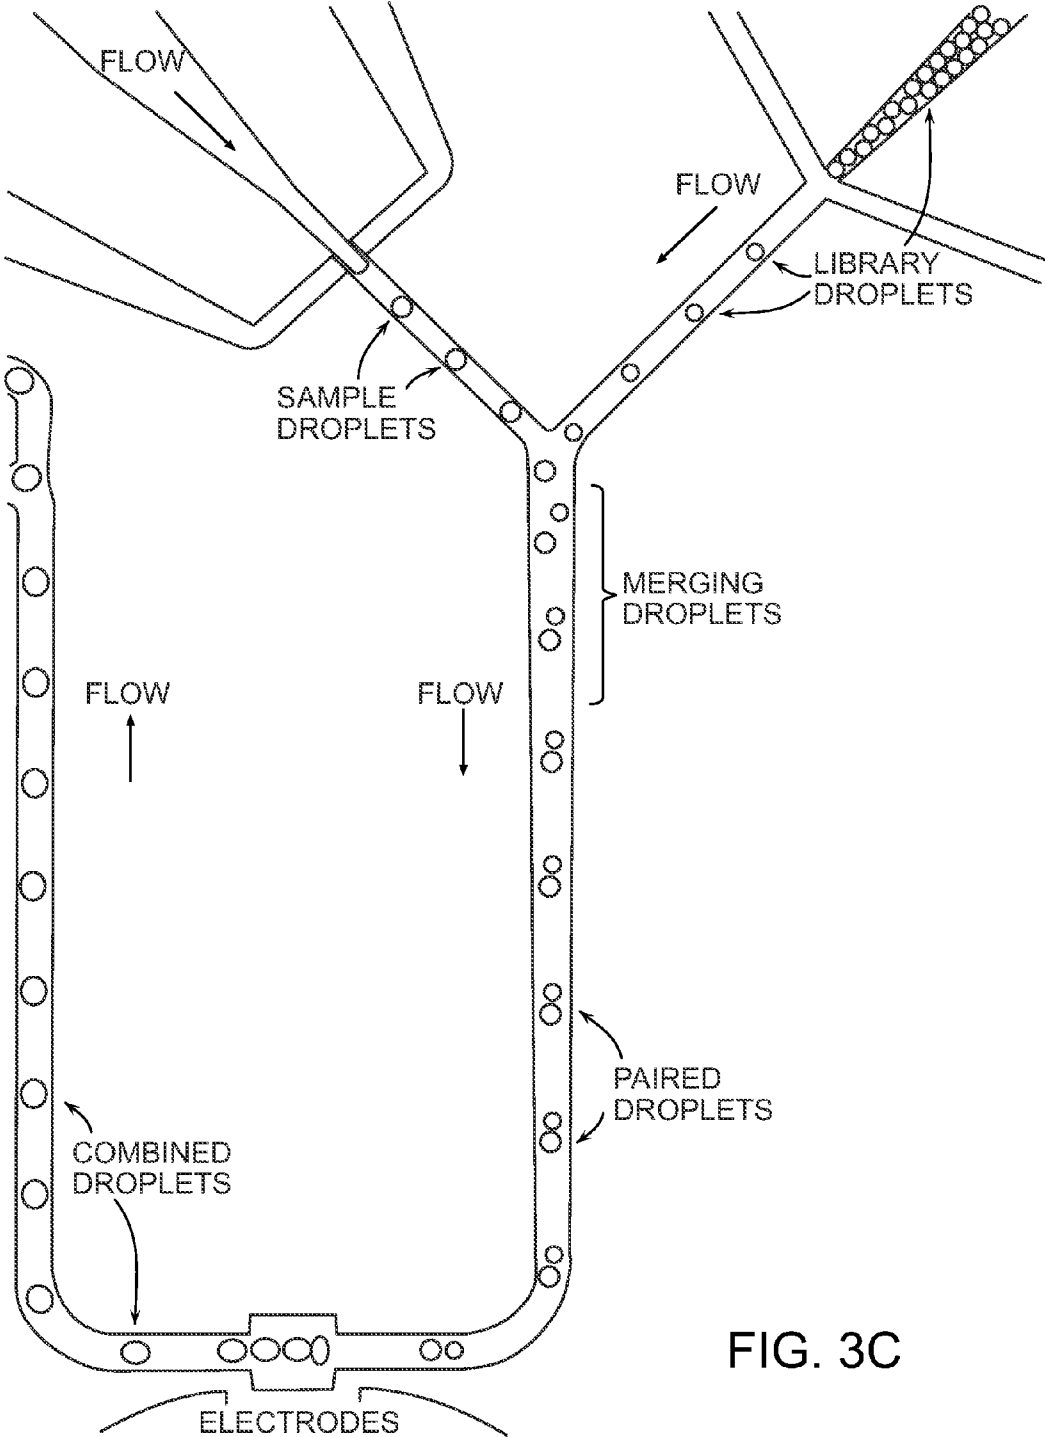 FLOW
FLOW
LIBRARY
DROPLETS
SAMPLE
DROPLETS
MERGING
DROPLETS
FLOW
FLOW
PAIRED
DROPLETS
COMBINED
DROPLETS
FIG. 3C
ELECTRODES